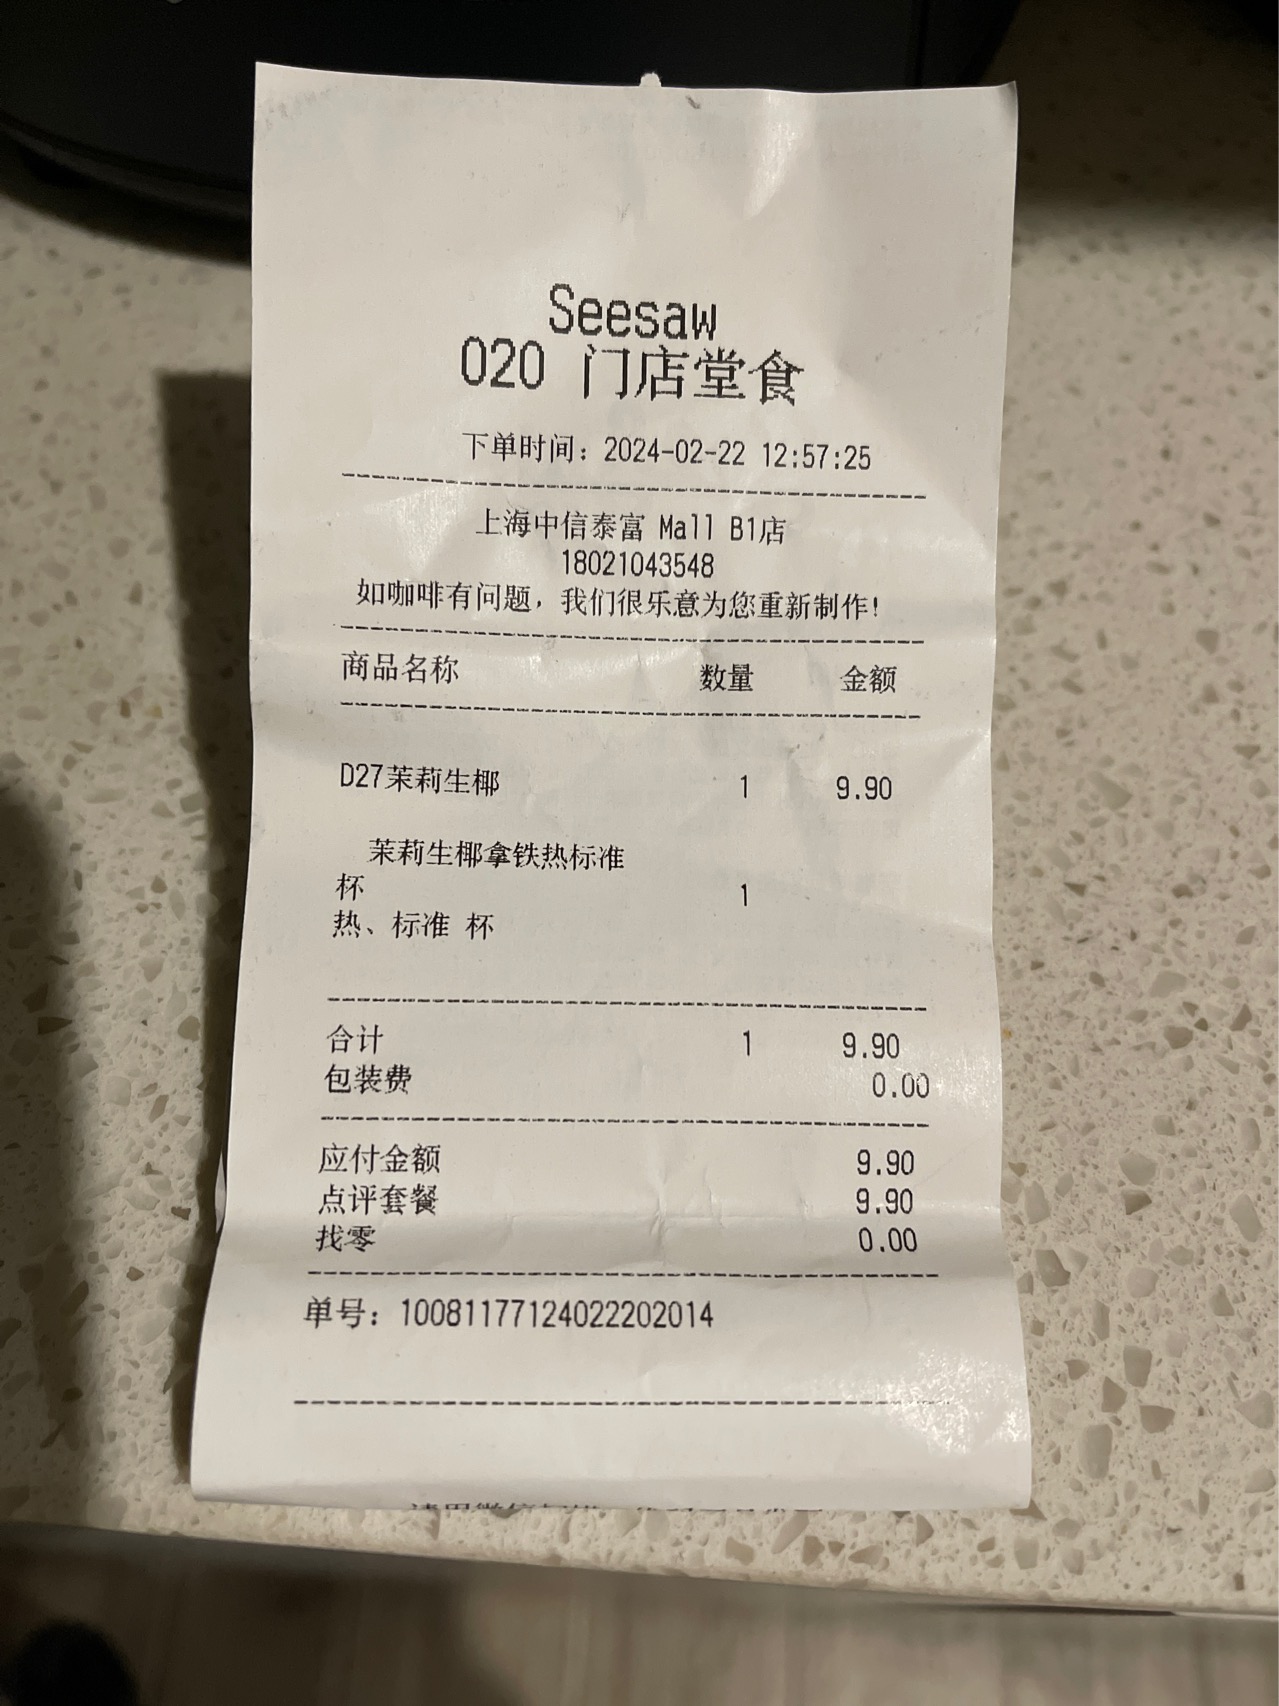 Seesaw
020 门店堂食
下单时间：2024-02-22 12:57:25
上海中信泰富 Mall B1店
18021043548
如咖啡有问题，我们很乐意为您重新制作!
商品名称 数量 金额
D27茉莉生椰 1 9.90
茉莉生椰拿铁热标准
杯 1
热、标准 杯
合计 1 9.90
包装费 0.00
应付金额 9.90
点评套餐 9.90
找零 0.00
单号：10081177124022202014